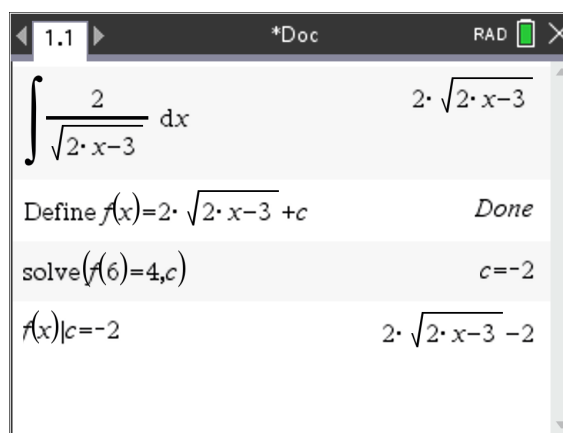 1.1 *Doc RAD
∫ 2/√(2·x−3) dx 2·√(2·x−3)
Define f(x)=2·√(2·x−3)+c Done
solve(f(6)=4,c) c=−2
f(x)|c=−2 2·√(2·x−3)−2